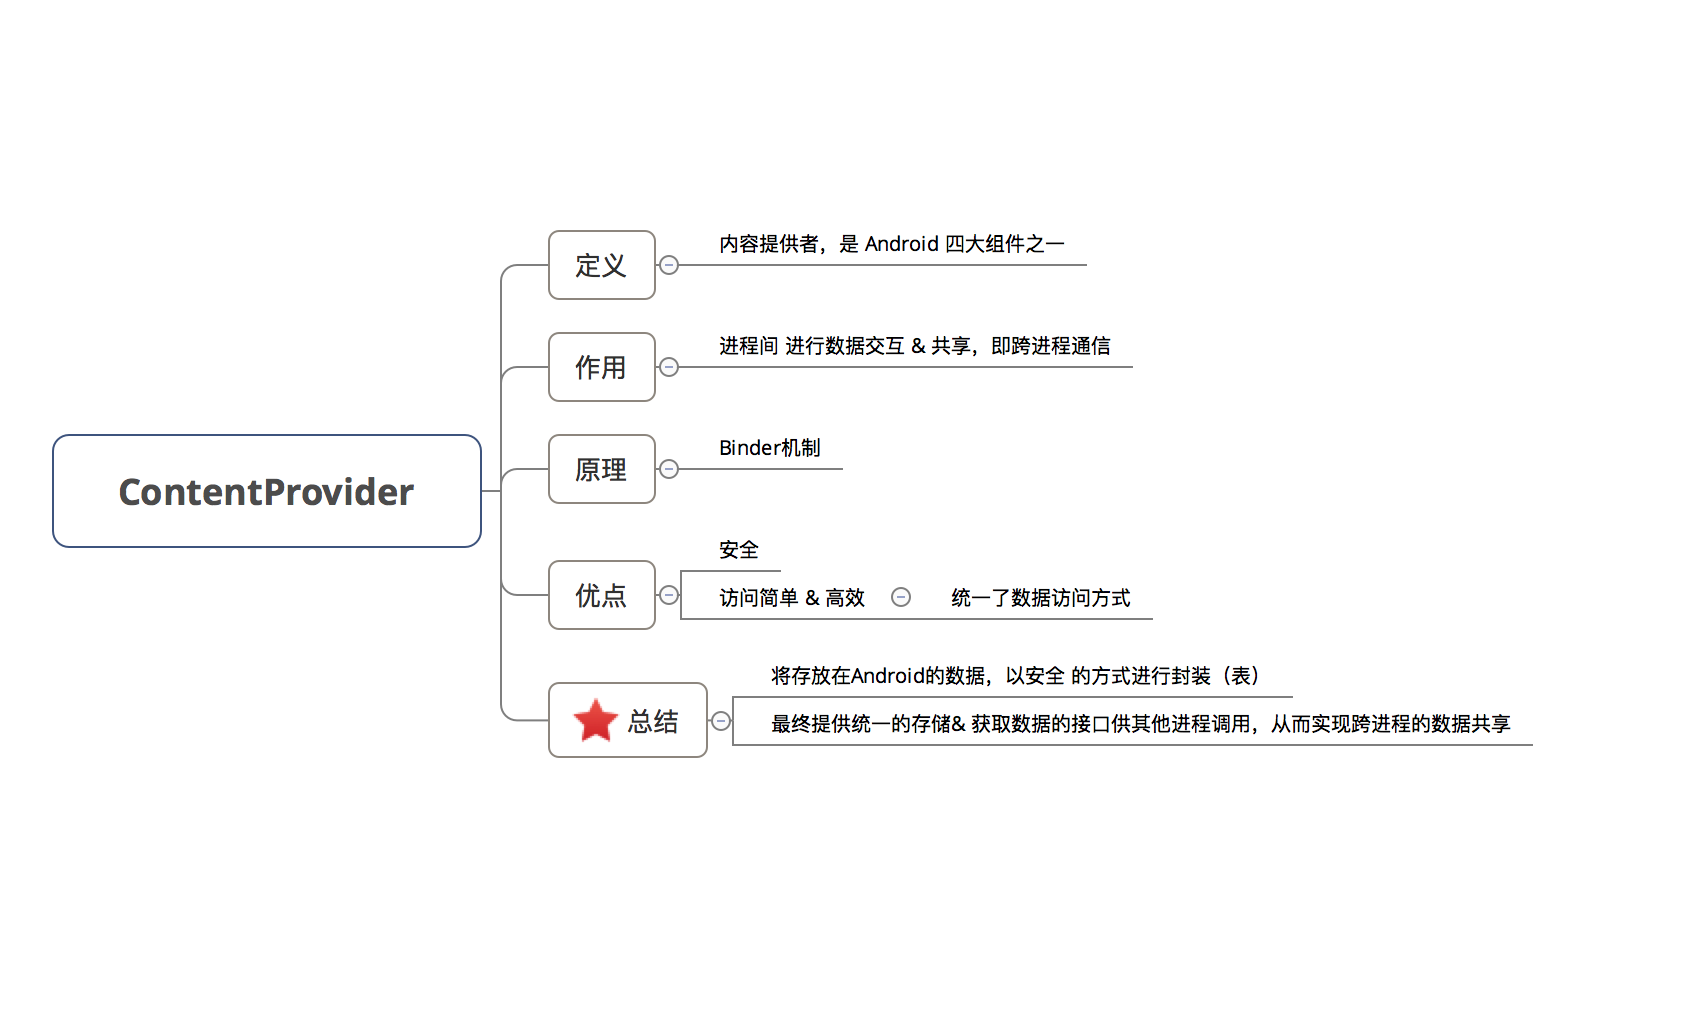 ContentProvider
定义
内容提供者，是 Android 四大组件之一
作用
进程间 进行数据交互 & 共享，即跨进程通信
原理
Binder机制
优点
安全
访问简单 & 高效
统一了数据访问方式
总结
将存放在Android的数据，以安全 的方式进行封装（表）
最终提供统一的存储& 获取数据的接口供其他进程调用，从而实现跨进程的数据共享